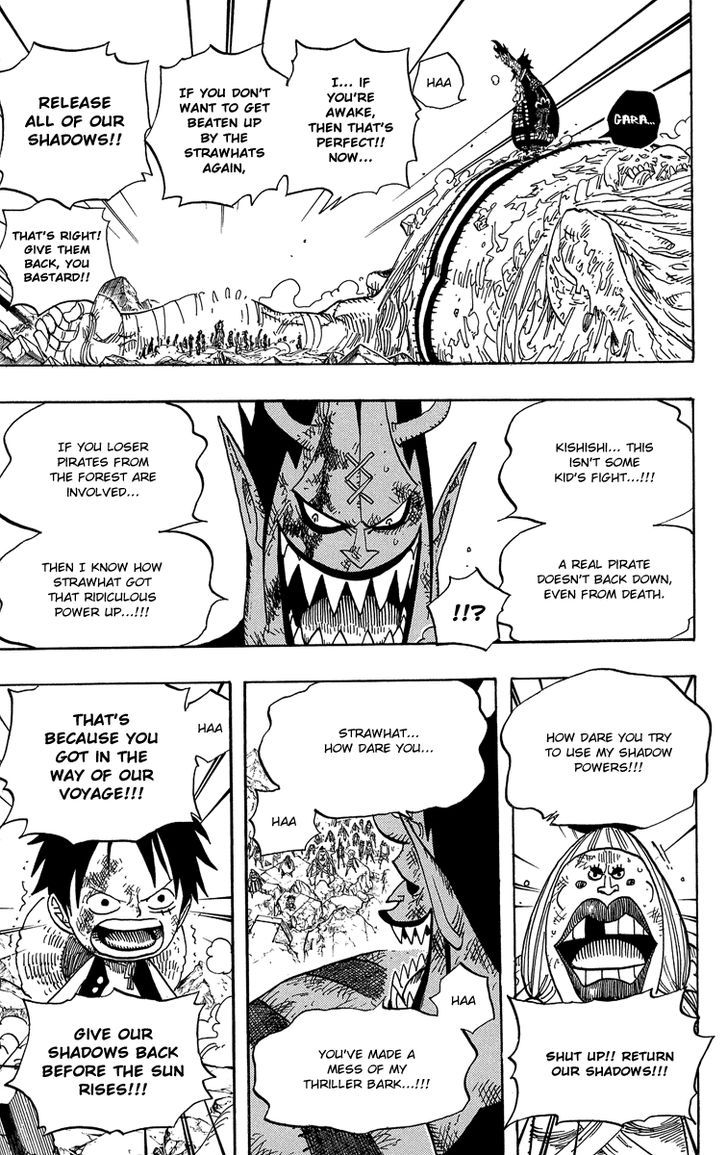 GARA...
HAA
I... IF
YOU'RE
AWAKE,
THEN THAT'S
PERFECT!!
NOW...
IF YOU DON'T
WANT TO GET
BEATEN UP
BY THE
STRAWHATS
AGAIN,
RELEASE
ALL OF OUR
SHADOWS!!
THAT'S RIGHT!
GIVE THEM
BACK, YOU
BASTARD!!
KISHISHI... THIS
ISN'T SOME
KID'S FIGHT...!!!
A REAL PIRATE
DOESN'T BACK DOWN,
EVEN FROM DEATH.
!!?
IF YOU LOSER
PIRATES FROM
THE FOREST ARE
INVOLVED...
THEN I KNOW HOW
STRAWHAT GOT
THAT RIDICULOUS
POWER UP...!!!
HOW DARE YOU TRY
TO USE MY SHADOW
POWERS!!!
SHUT UP!! RETURN
OUR SHADOWS!!!
STRAWHAT...
HOW DARE YOU...
HAA
HAA
YOU'VE MADE A
MESS OF MY
THRILLER BARK...!!!
HAA
THAT'S
BECAUSE YOU
GOT IN THE
WAY OF OUR
VOYAGE!!!
GIVE OUR
SHADOWS BACK
BEFORE THE SUN
RISES!!!